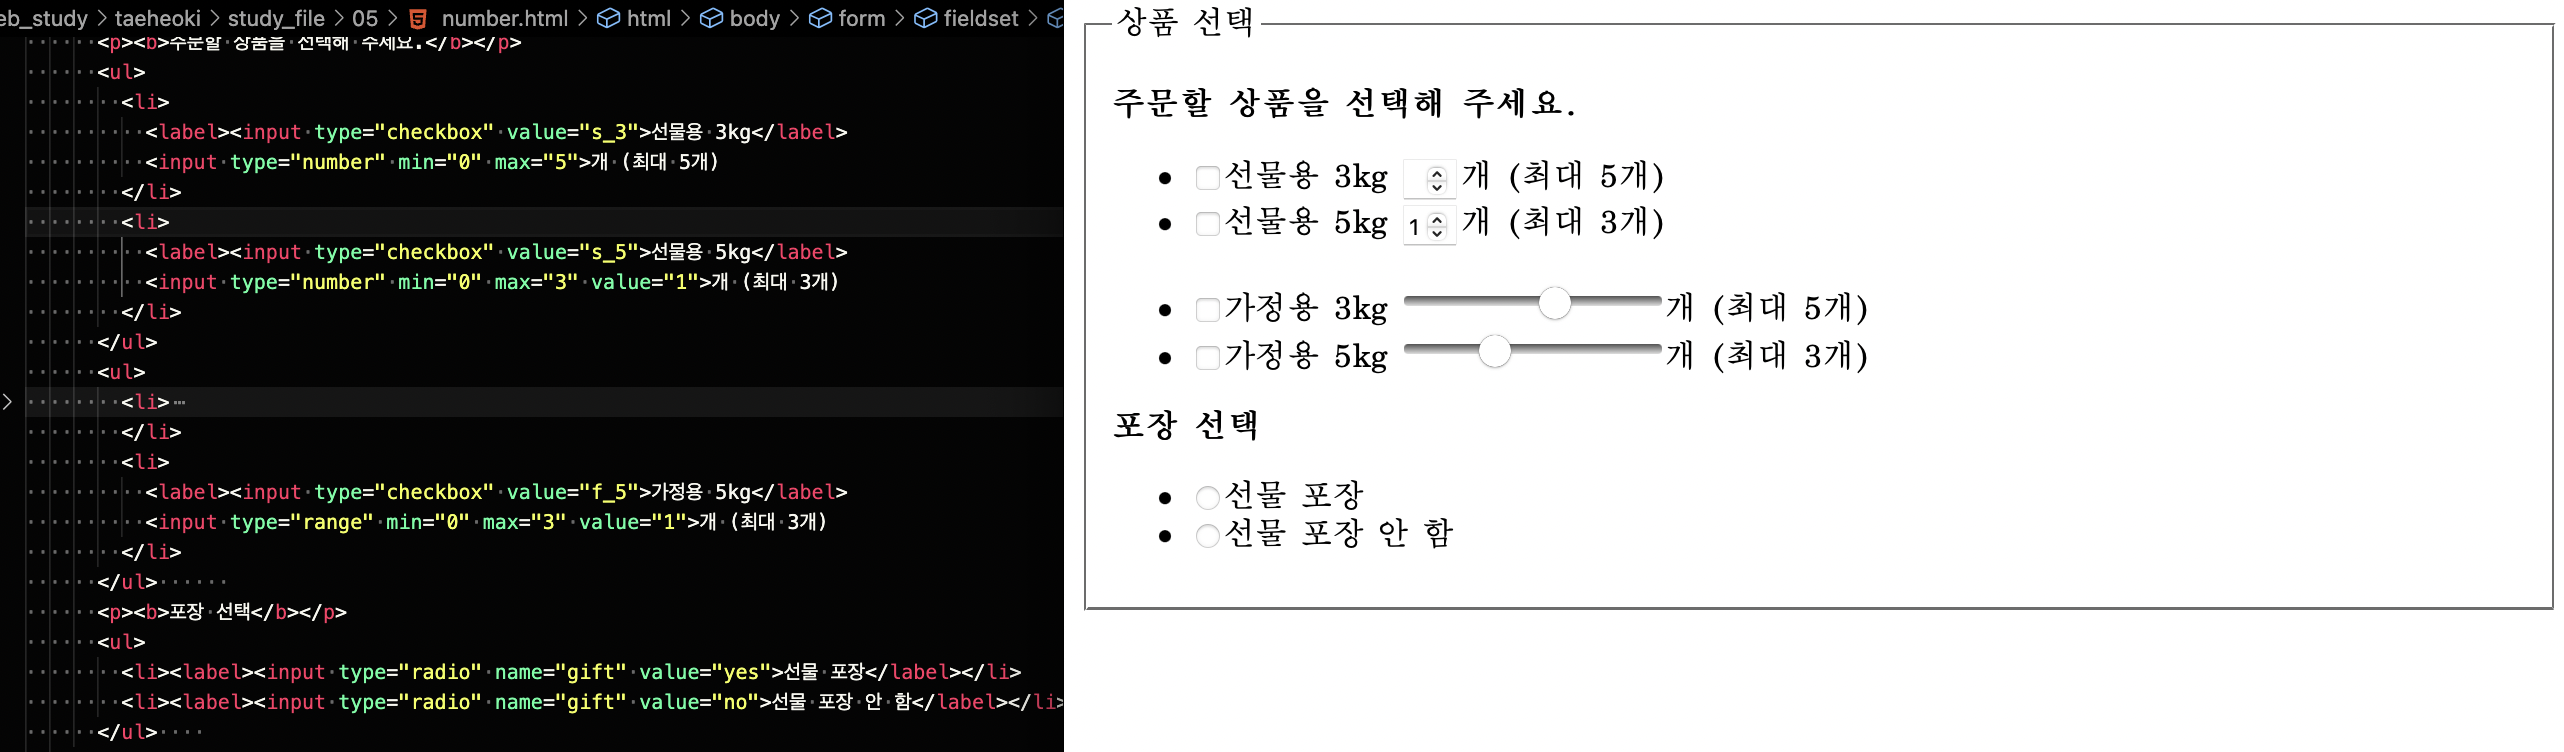 eb_study > taeheoki > study_file > 05 > number.html > html > body > form > fieldset >
<p><b>주문할 상품을 선택해 주세요.</b></p>
<ul>
<li>
<label><input type="checkbox" value="s_3">선물용 3kg</label>
<input type="number" min="0" max="5">개 (최대 5개)
</li>
<li>
<label><input type="checkbox" value="s_5">선물용 5kg</label>
<input type="number" min="0" max="3" value="1">개 (최대 3개)
</li>
</ul>
<ul>
<li>…
</li>
<li>
<label><input type="checkbox" value="f_5">가정용 5kg</label>
<input type="range" min="0" max="3" value="1">개 (최대 3개)
</li>
</ul>
<p><b>포장 선택</b></p>
<ul>
<li><label><input type="radio" name="gift" value="yes">선물 포장</label></li>
<li><label><input type="radio" name="gift" value="no">선물 포장 안 함</label></li>
</ul>
상품 선택
주문할 상품을 선택해 주세요.
선물용 3kg 개 (최대 5개)
선물용 5kg 1 개 (최대 3개)
가정용 3kg 개 (최대 5개)
가정용 5kg 개 (최대 3개)
포장 선택
선물 포장
선물 포장 안 함